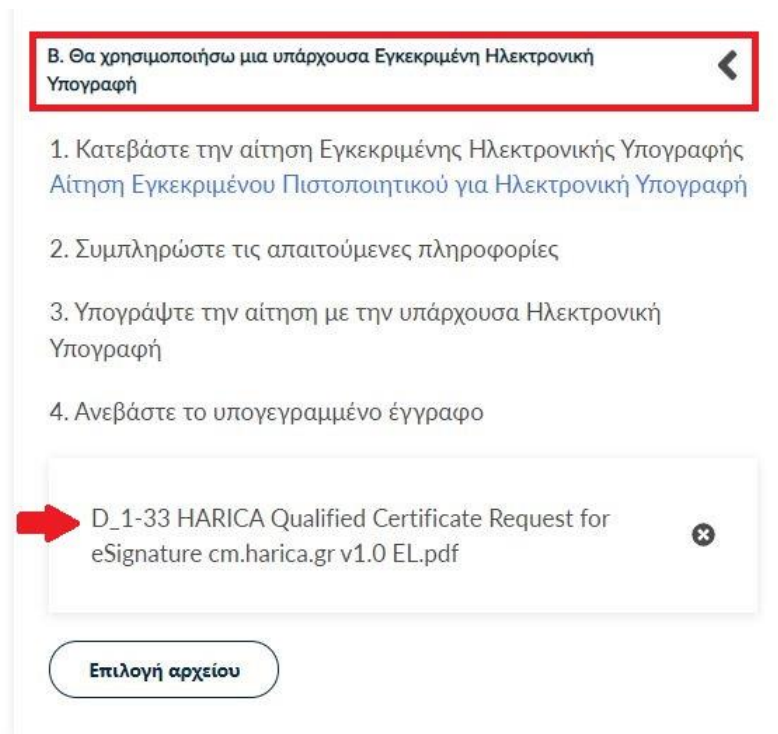 Β. Θα χρησιμοποιήσω μια υπάρχουσα Εγκεκριμένη Ηλεκτρονική
Υπογραφή
1. Κατεβάστε την αίτηση Εγκεκριμένης Ηλεκτρονικής Υπογραφής
Αίτηση Εγκεκριμένου Πιστοποιητικού για Ηλεκτρονική Υπογραφή
2. Συμπληρώστε τις απαιτούμενες πληροφορίες
3. Υπογράψτε την αίτηση με την υπάρχουσα Ηλεκτρονική
Υπογραφή
4. Ανεβάστε το υπογεγραμμένο έγγραφο
D_1-33 HARICA Qualified Certificate Request for
eSignature cm.harica.gr v1.0 EL.pdf
Επιλογή αρχείου